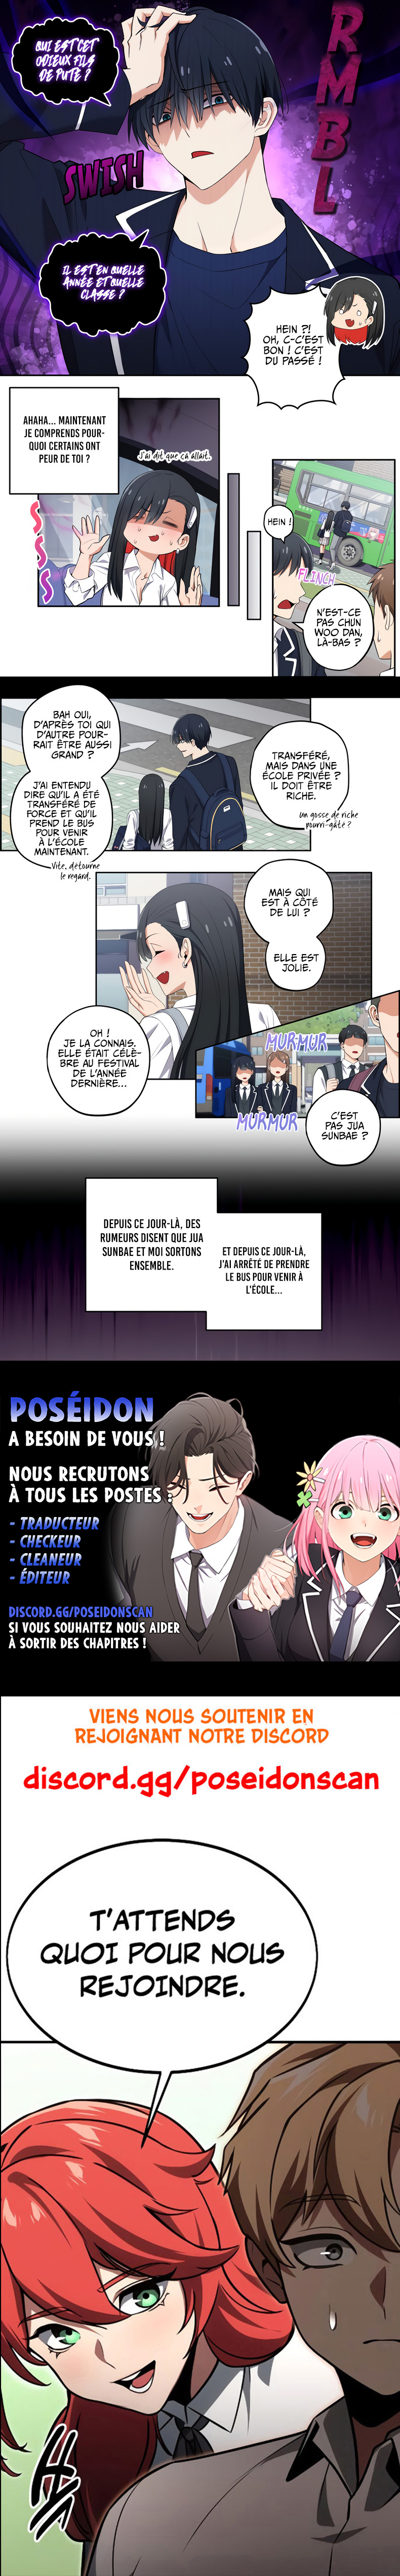 QUI EST CET
ODIEUX FILS
DE PUTE ?
RMBL
SWISH
IL EST EN QUELLE
ANNÉE ET QUELLE
CLASSE ?
HEIN ?!
OH, C-C'EST
BON ! C'EST
DU PASSÉ !
AHAHA... MAINTENANT
JE COMPRENDS POUR-
QUOI CERTAINS ONT
PEUR DE TOI ?
J'ai dit que ça allait.
SSS
HEIN !
FLINCH
N'EST-CE
PAS CHUN
WOO DAN,
LÀ-BAS ?
BAH OUI,
D'APRÈS TOI QUI
D'AUTRE POUR-
RAIT ÊTRE AUSSI
GRAND ?
J'AI ENTENDU
DIRE QU'IL A ÉTÉ
TRANSFÉRÉ DE
FORCE ET QU'IL
PREND LE BUS
POUR VENIR
À L'ÉCOLE
MAINTENANT.
Vite, détourne
le regard.
TRANSFÉRÉ,
MAIS DANS UNE
ÉCOLE PRIVÉE ?
IL DOIT ÊTRE
RICHE.
Un gosse de riche
pourri-gâté ?
MAIS QUI
EST À CÔTÉ
DE LUI ?
ELLE EST
JOLIE.
OH !
JE LA CONNAIS.
ELLE ÉTAIT CÉLÈ-
BRE AU FESTIVAL
DE L'ANNÉE
DERNIÈRE...
MURMUR
MURMUR
C'EST
PAS JUA
SUNBAE ?
DEPUIS CE JOUR-LÀ, DES
RUMEURS DISENT QUE JUA
SUNBAE ET MOI SORTONS
ENSEMBLE.
ET DEPUIS CE JOUR-LÀ,
J'AI ARRÊTÉ DE PRENDRE
LE BUS POUR VENIR À
L'ÉCOLE...
POSÉIDON
A BESOIN DE VOUS !
NOUS RECRUTONS
À TOUS LES POSTES :
- TRADUCTEUR
- CHECKEUR
- CLEANEUR
- ÉDITEUR
DISCORD.GG/POSEIDONSCAN
SI VOUS SOUHAITEZ NOUS AIDER
À SORTIR DES CHAPITRES !
VIENS NOUS SOUTENIR EN
REJOIGNANT NOTRE DISCORD
discord.gg/poseidonscan
T'ATTENDS
QUOI POUR NOUS
REJOINDRE.